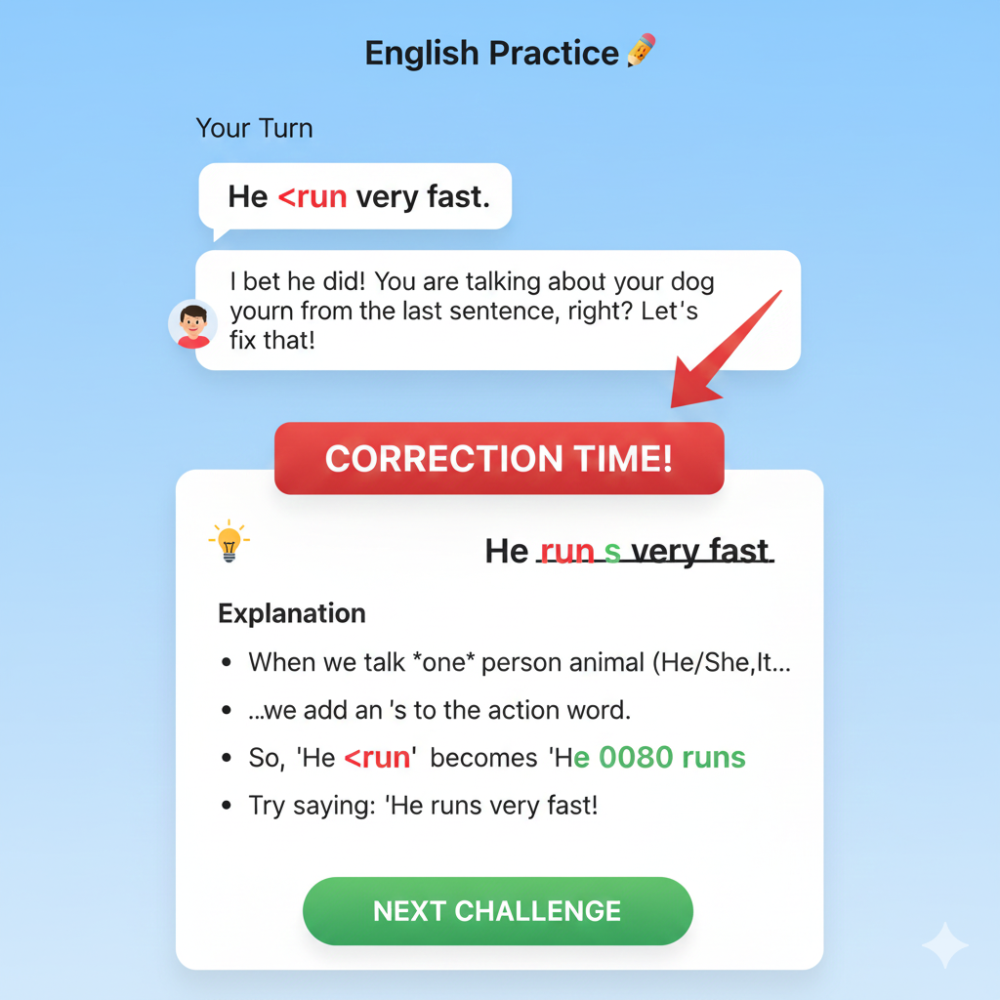 English Practice
Your Turn
He <run very fast.
I bet he did! You are talking about your dog
yourn from the last sentence, right? Let's
fix that!
CORRECTION TIME!
He run s very fast.
Explanation
• When we talk *one* person animal (He/She,It...
• ...we add an 's to the action word.
• So, 'He <run' becomes 'He 0080 runs
• Try saying: 'He runs very fast!
NEXT CHALLENGE